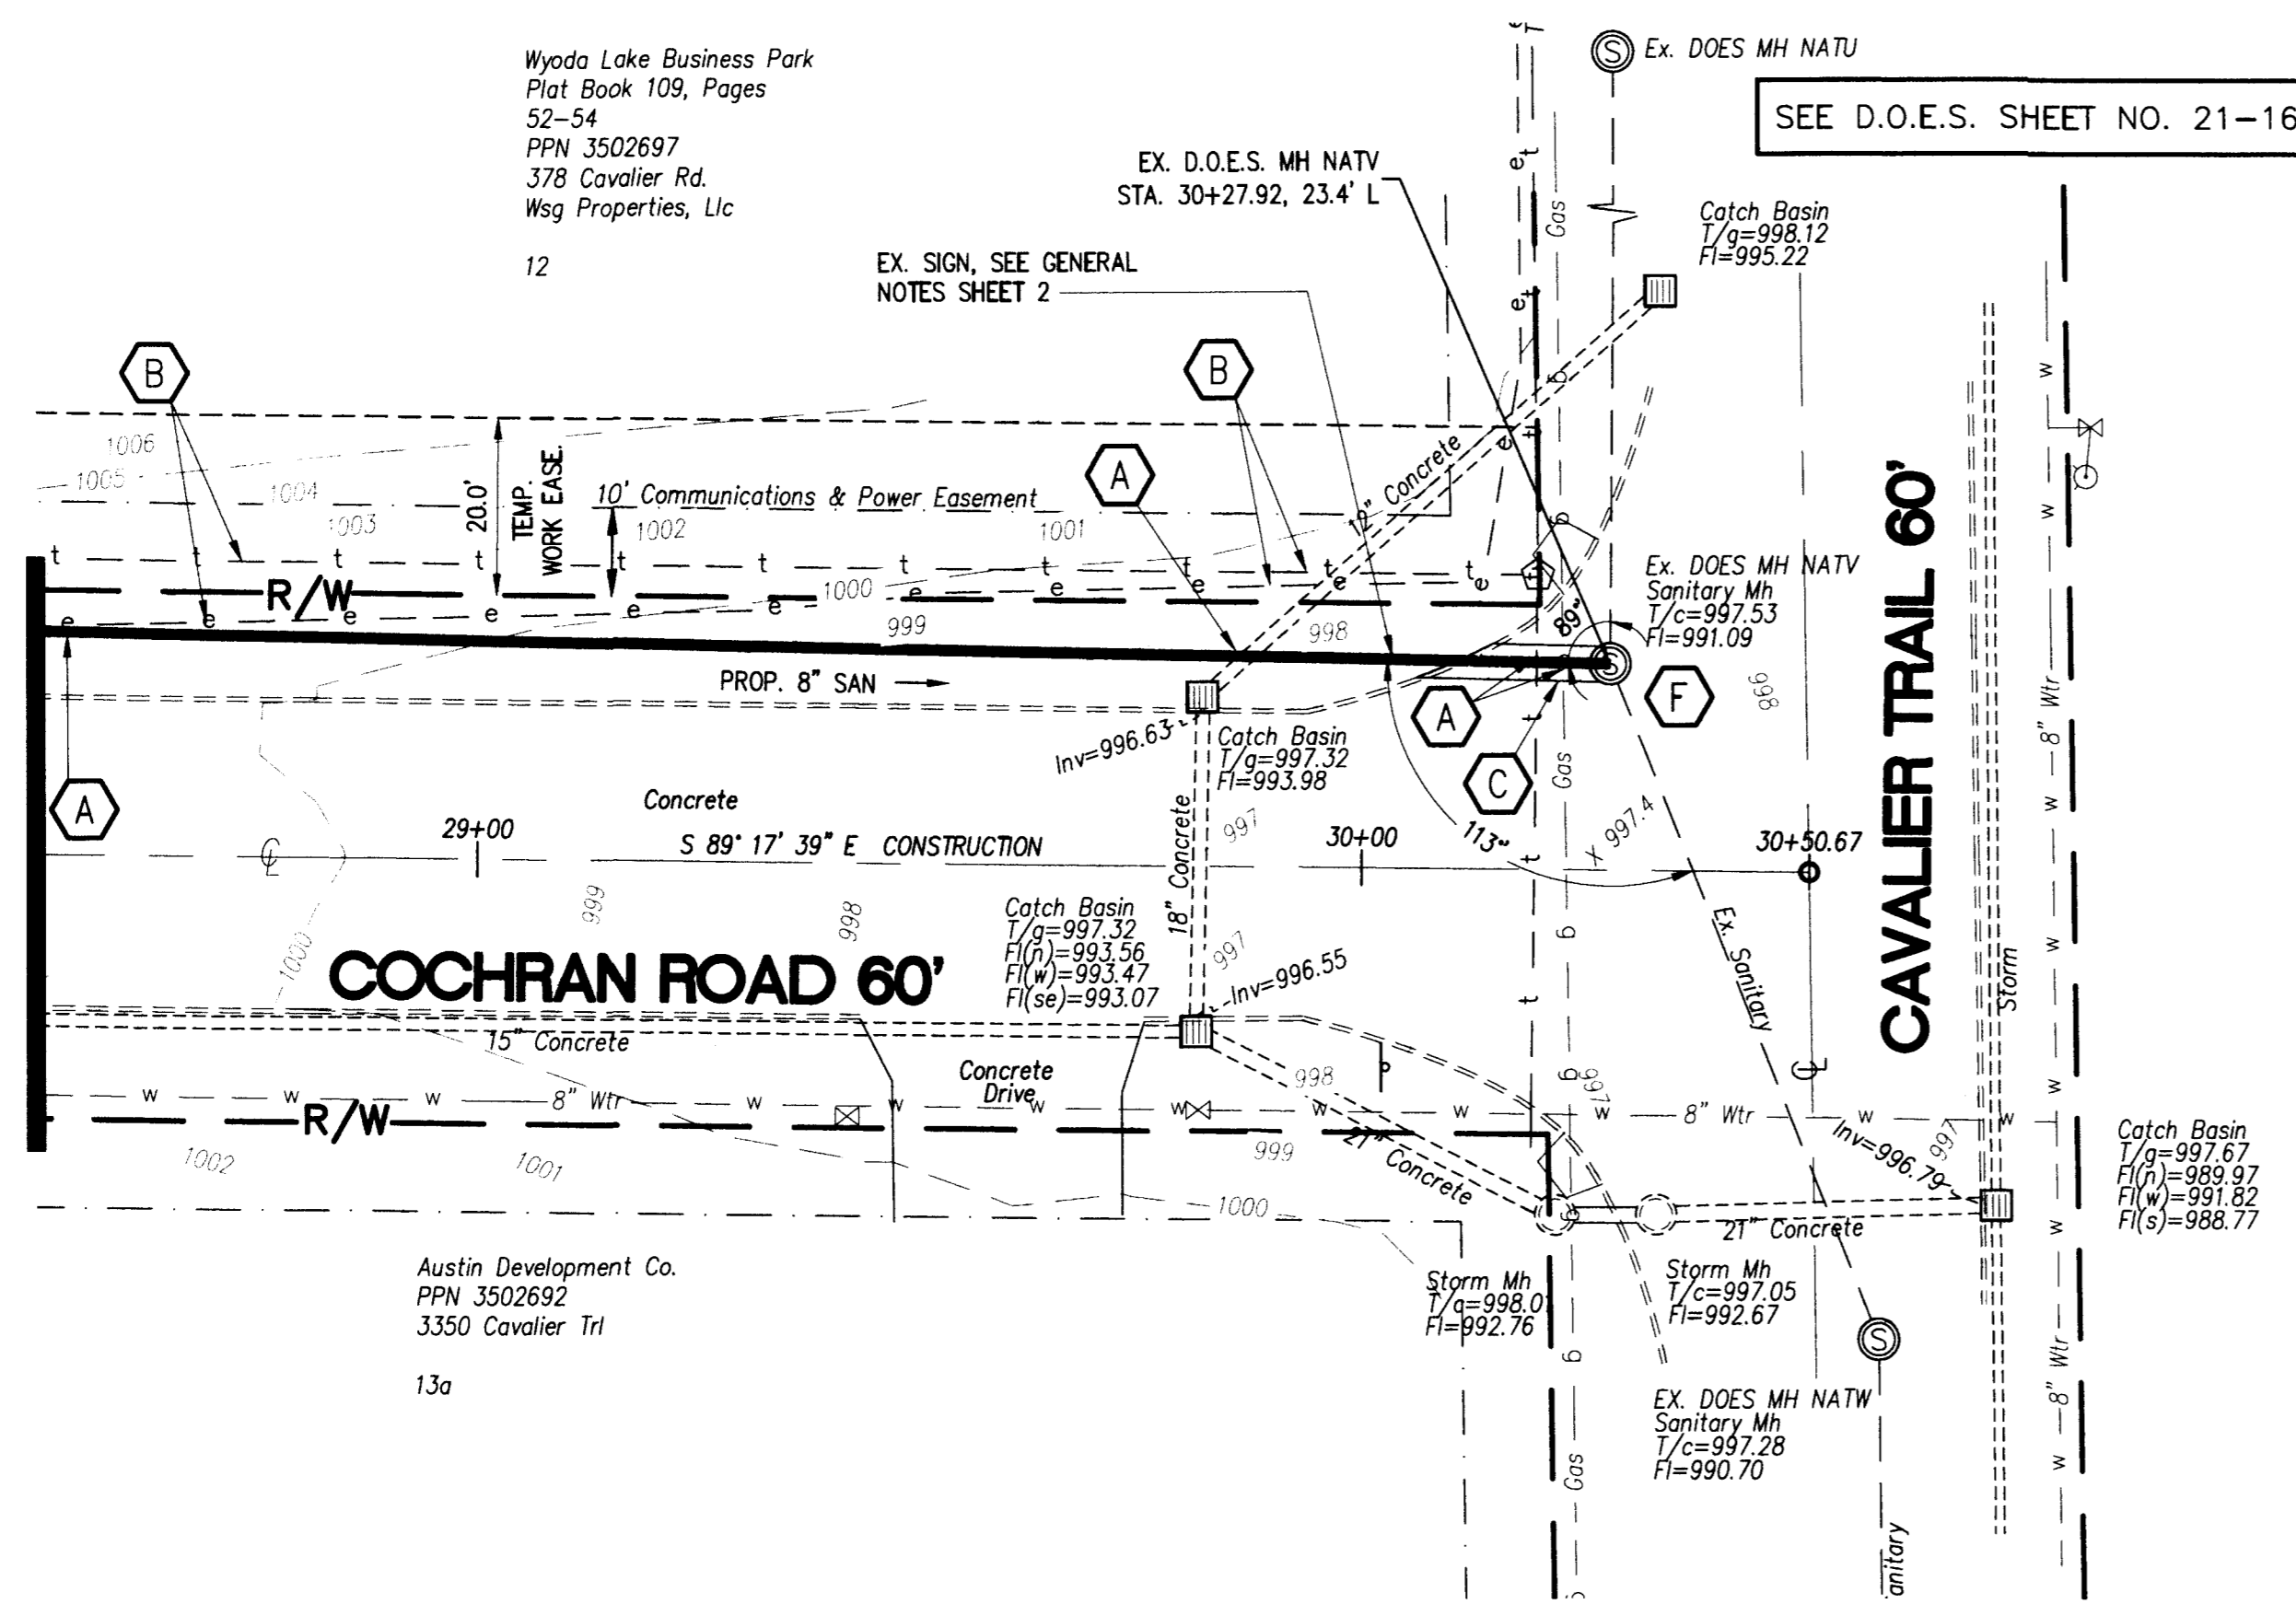 Wyoda Lake Business Park
Plat Book 109, Pages
52-54
PPN 3502697
378 Cavalier Rd.
Wsg Properties, Llc
12
Ex. DOES MH NATU
SEE D.O.E.S. SHEET NO. 21-16
EX. D.O.E.S. MH NATV
STA. 30+27.92, 23.4' L
EX. SIGN, SEE GENERAL
NOTES SHEET 2
Catch Basin
T/g=998.12
Fl=995.22
Gas
B
B
A
1006
1005
1004
1003
20.0'
TEMP.
WORK EASE.
10' Communications & Power Easement
1002
1001
12" Concrete
R/W
1000
999
998
89°
Ex. DOES MH NATV
Sanitary Mh
T/c=997.53
Fl=991.09
PROP. 8" SAN
A
F
C
A
998
Inv=996.63
Catch Basin
T/g=997.32
Fl=993.98
Gas
CAVALIER TRAIL 60'
8" Wtr
Concrete
29+00
S 89° 17' 39" E CONSTRUCTION
18" Concrete
997
30+00
113°
X 997.4
30+50.67
999
998
1000
COCHRAN ROAD 60'
Catch Basin
T/g=997.32
Fl(n)=993.56
Fl(w)=993.47
Fl(se)=993.07
997
Inv=996.55
Ex. Sanitary
Storm
15" Concrete
Concrete
Drive
998
997
8" Wtr
R/W
8" Wtr
Inv=996.79
997
1002
1001
999
21" Concrete
1000
21" Concrete
Catch Basin
T/g=997.67
Fl(n)=989.97
Fl(w)=991.82
Fl(s)=988.77
Austin Development Co.
PPN 3502692
3350 Cavalier Trl
13a
Storm Mh
Fl=992.76
Storm Mh
T/c=997.05
Fl=992.67
S
8" Wtr
EX. DOES MH NATW
Sanitary Mh
T/c=997.28
Fl=990.70
Gas
anitary